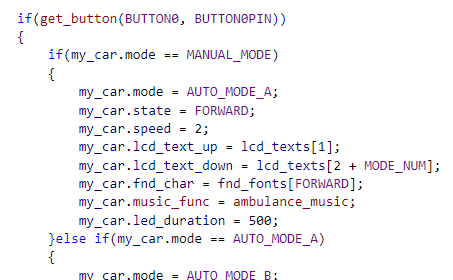 if(get_button(BUTTON0, BUTTON0PIN))
{
if(my_car.mode == MANUAL_MODE)
{
my_car.mode = AUTO_MODE_A;
my_car.state = FORWARD;
my_car.speed = 2;
my_car.lcd_text_up = lcd_texts[1];
my_car.lcd_text_down = lcd_texts[2 + MODE_NUM];
my_car.fnd_char = fnd_fonts[FORWARD];
my_car.music_func = ambulance_music;
my_car.led_duration = 500;
}else if(my_car.mode == AUTO_MODE_A)
{
my_car.mode = AUTO_MODE_B;